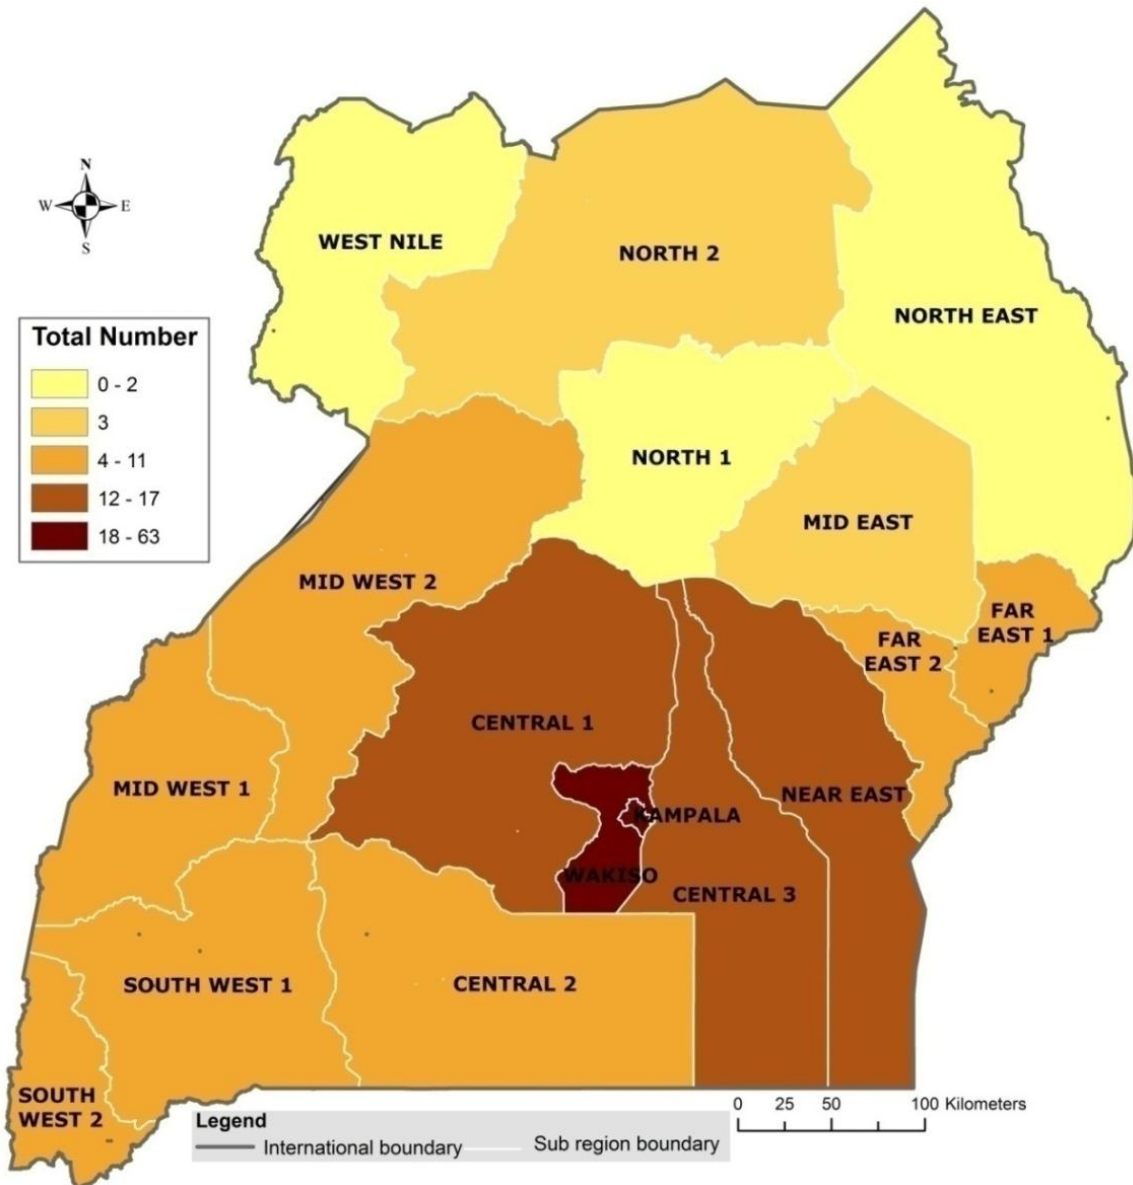 N
W E
S
WEST NILE
NORTH 2
NORTH EAST
Total Number
0 - 2
3
4 - 11
12 - 17
18 - 63
NORTH 1
MID EAST
MID WEST 2
FAR
EAST 1
FAR
EAST 2
CENTRAL 1
MID WEST 1
NEAR EAST
KAMPALA
WAKISO
CENTRAL 3
SOUTH WEST 1
CENTRAL 2
SOUTH
WEST 2
0 25 50 100 Kilometers
Legend
International boundary
Sub region boundary